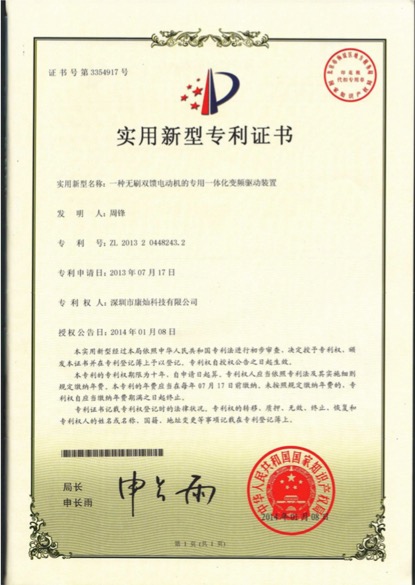 证书号第3354917号
实用新型专利证书
实用新型名称：一种无刷双馈电动机的专用一体化变频驱动装置
发明人：周锋
专利号：ZL 2013 2 0448243.2
专利申请日：2013年07月17日
专利权人：深圳市康灿科技有限公司
授权公告日：2014年01月08日
本实用新型经过本局依照中华人民共和国专利法进行初步审查，决定授予专利权，颁
发本证书并在专利登记簿上予以登记。专利权自授权公告之日起生效。
本专利的专利权期限为十年，自申请日起算。专利权人应当依照专利法及其实施细则
规定缴纳年费。本专利的年费应当在每年07月17日前缴纳。未按照规定缴纳年费的，专
利权自应当缴纳年费期满之日起终止。
专利证书记载专利权登记时的法律状况。专利权的转移、质押、无效、终止、恢复和
专利权人的姓名或名称、国籍、地址变更等事项记载在专利登记簿上。
局长
申长雨
申长雨
中华人民共和国国家知识产权局
2014年01月08日
第1页（共1页）